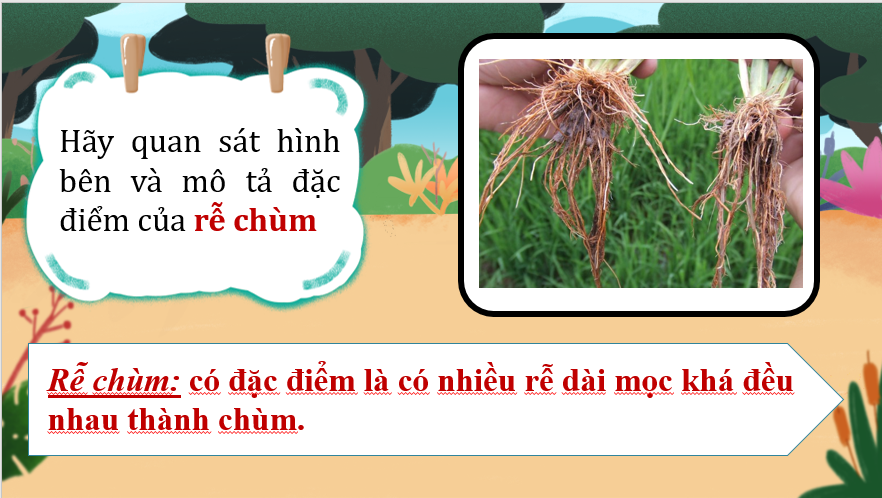 Hãy quan sát hình
bên và mô tả đặc
điểm của rễ chùm
Rễ chùm: có đặc điểm là có nhiều rễ dài mọc khá đều
nhau thành chùm.